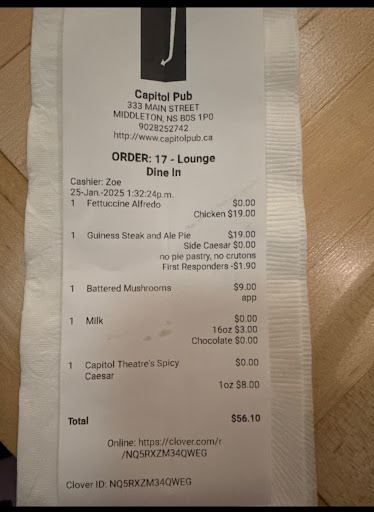 Capitol Pub
333 MAIN STREET
MIDDLETON, NS B0S 1P0
9028252742
http://www.capitolpub.ca
ORDER: 17 - Lounge
Dine In
Cashier: Zoe
25-Jan.-2025 1:32:24p.m.
1 Fettuccine Alfredo $0.00
Chicken $19.00
1 Guiness Steak and Ale Pie $19.00
Side Caesar $0.00
no pie pastry, no crutons
First Responders -$1.90
1 Battered Mushrooms $9.00
app
1 Milk $0.00
16oz $3.00
Chocolate $0.00
1 Capitol Theatre's Spicy $0.00
Caesar
1oz $8.00
Total $56.10
Online: https://clover.com/r
/NQ5RXZM34QWEG
Clover ID: NQ5RXZM34QWEG